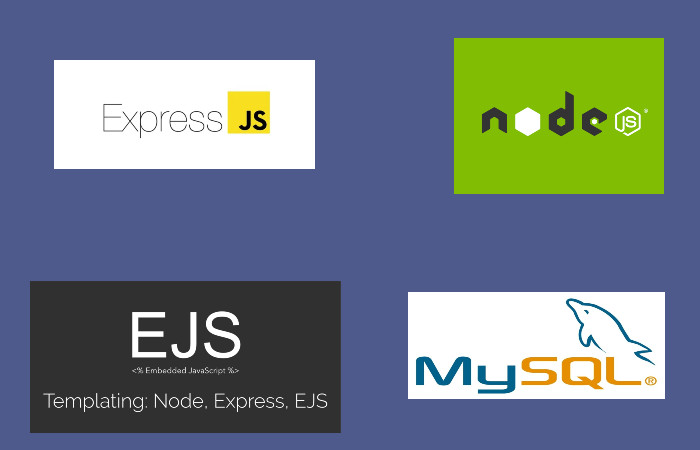 Express JS
node JS ®
EJS
<% Embedded JavaScript %>
Templating: Node, Express, EJS
MySQL®